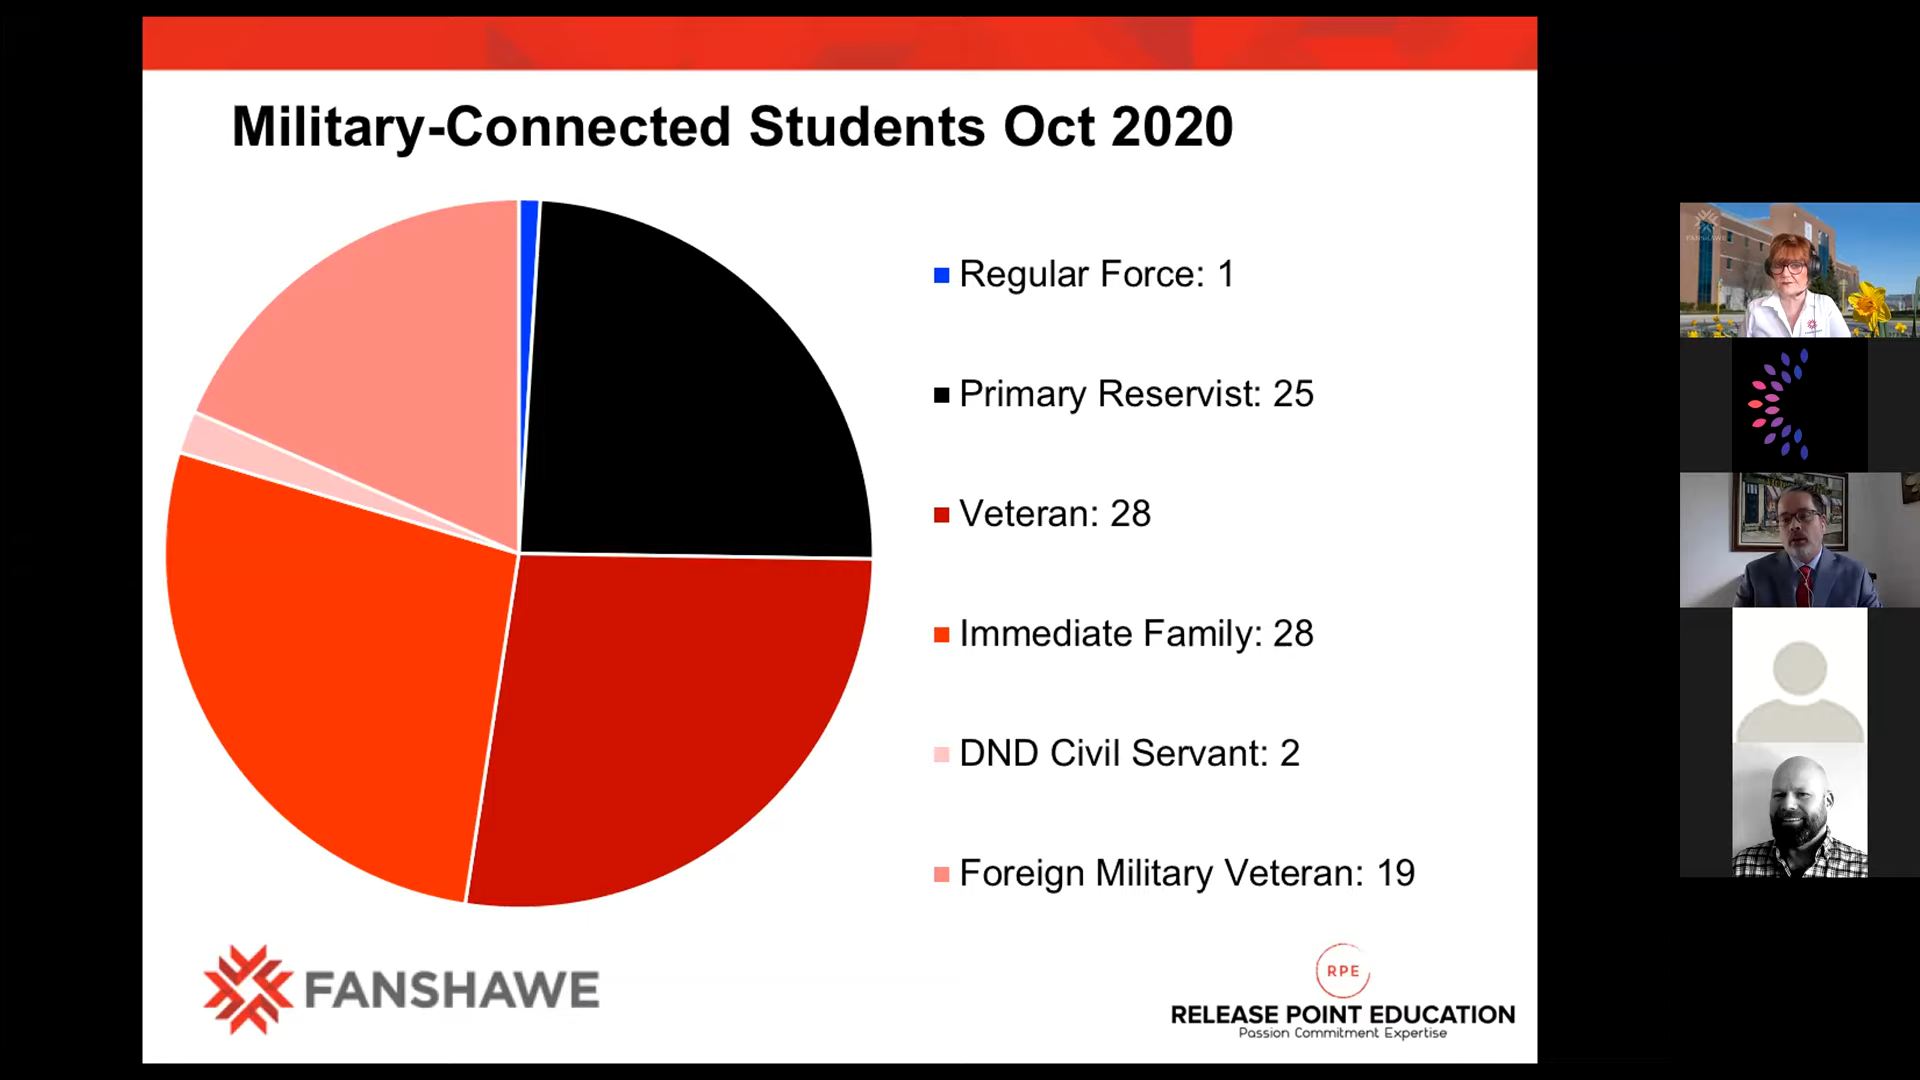 Military-Connected Students Oct 2020
Regular Force: 1
Primary Reservist: 25
Veteran: 28
Immediate Family: 28
DND Civil Servant: 2
Foreign Military Veteran: 19
FANSHAWE
RPE
RELEASE POINT EDUCATION
Passion Commitment Expertise
FANSHAWE